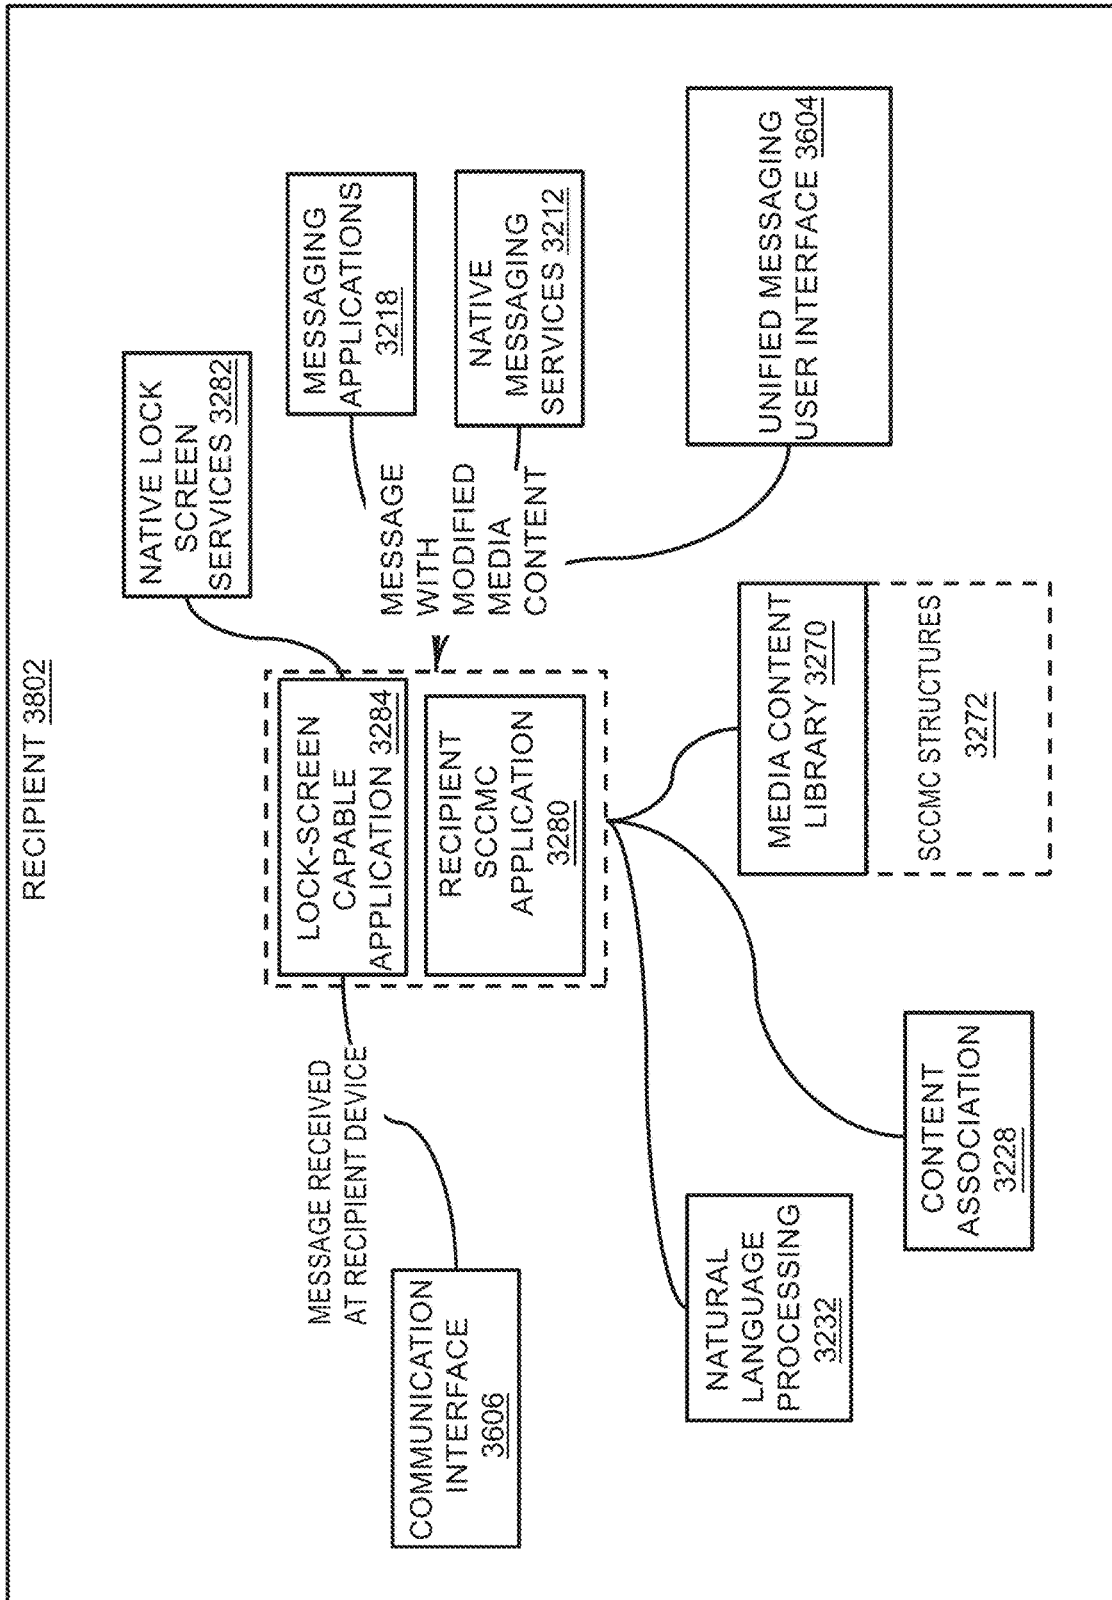 RECIPIENT 3802
NATIVE LOCK
SCREEN
SERVICES 3282
LOCK-SCREEN
CAPABLE
APPLICATION 3284
RECIPIENT
SCCMC
APPLICATION
3280
MESSAGE RECEIVED
AT RECIPIENT DEVICE
COMMUNICATION
INTERFACE
3606
MESSAGING
APPLICATIONS
3218
MESSAGE
WITH
MODIFIED
MEDIA
CONTENT
NATIVE
MESSAGING
SERVICES 3212
UNIFIED MESSAGING
USER INTERFACE 3604
NATURAL
LANGUAGE
PROCESSING
3232
CONTENT
ASSOCIATION
3228
MEDIA CONTENT
LIBRARY 3270
SCCMC STRUCTURES
3272